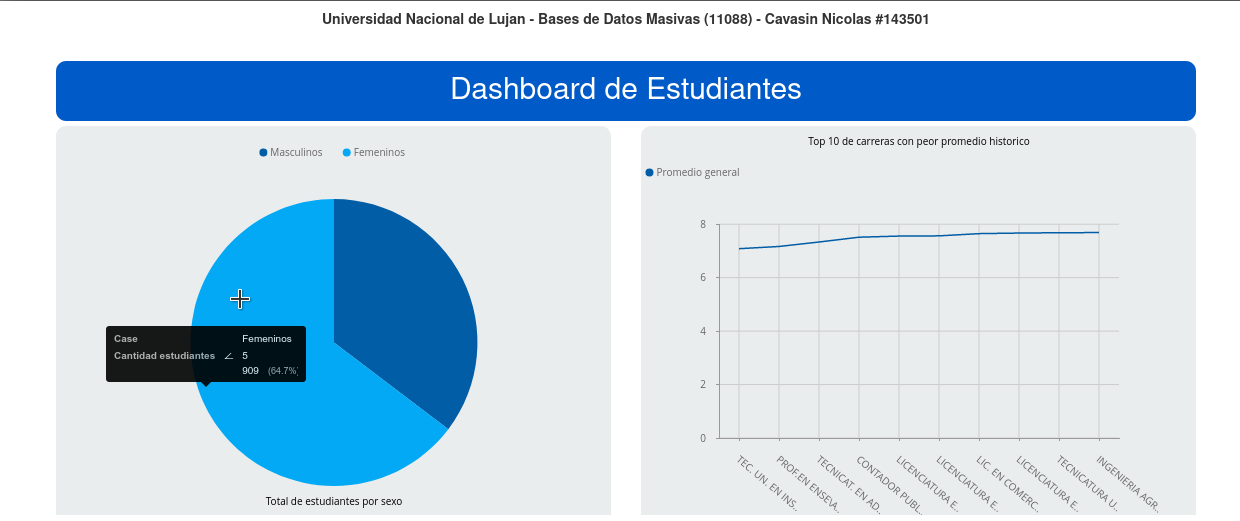 Universidad Nacional de Lujan - Bases de Datos Masivas (11088) - Cavasin Nicolas #143501
Dashboard de Estudiantes
Masculinos Femeninos
Case Femeninos
Cantidad estudiantes 5
909 (64.7%)
Total de estudiantes por sexo
Top 10 de carreras con peor promedio historico
Promedio general
8
6
4
2
0
TEC. UN. EN INS..
PROF.EN ENSEÅ..
TECNICAT. EN AD..
CONTADOR PUBL..
LICENCIATURA E..
LICENCIATURA E..
LIC. EN COMERC..
LICENCIATURA E..
TECNICATURA U..
INGENIERIA AGR..